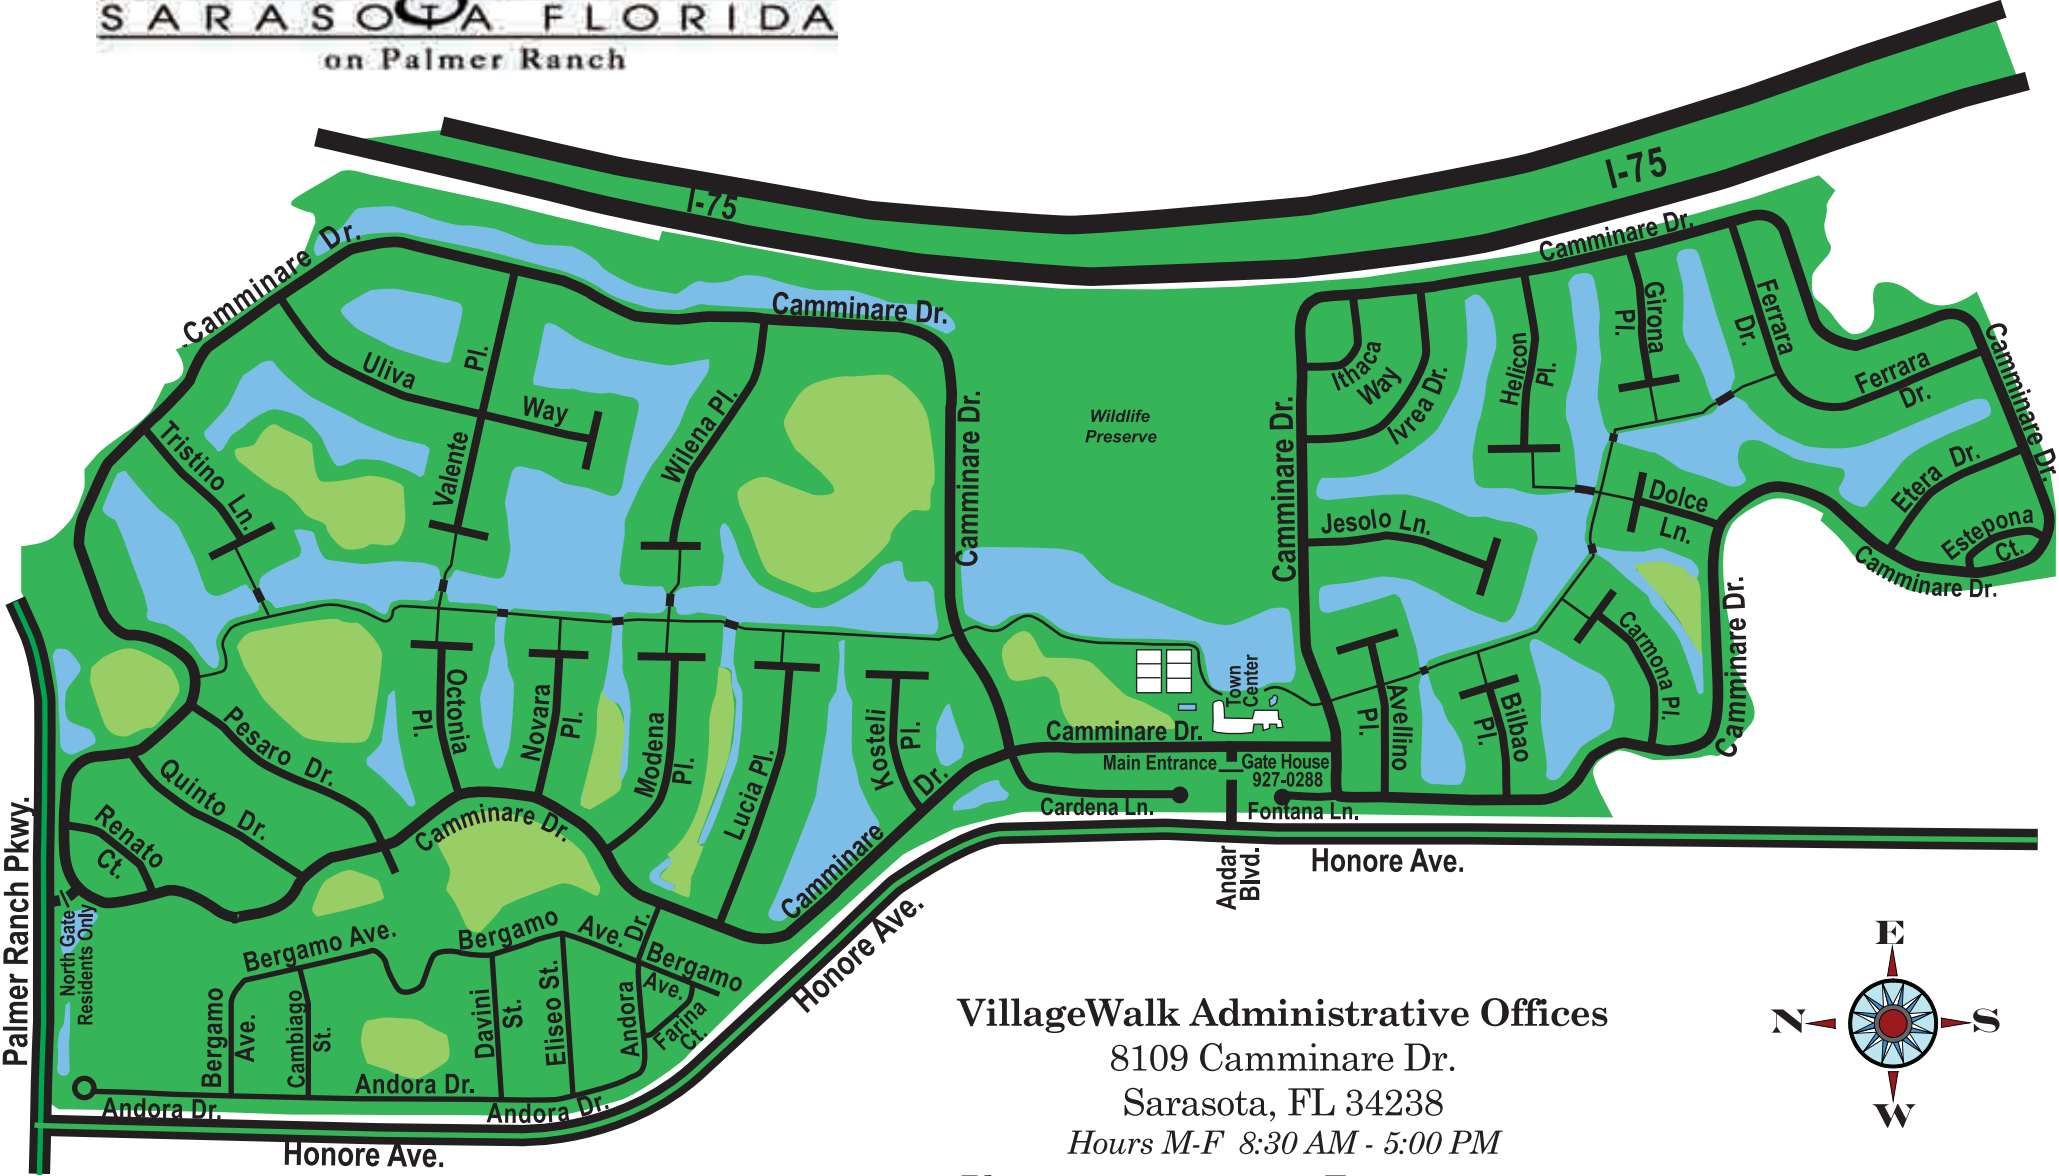 SARASOTA FLORIDA
on Palmer Ranch
I-75
I-75
Camminare Dr.
Camminare Dr.
Camminare Dr.
Camminare Dr.
Camminare Dr.
Camminare Dr.
Camminare Dr.
Camminare Dr.
Camminare Dr.
Camminare Dr.
Camminare Dr.
Camminare Dr.
Uliva
Way
Valente
Pl.
Wilena Pl.
Tristino Ln.
Wildlife
Preserve
Ithaca
Way
Ivrea Dr.
Helicon
Pl.
Girona
Pl.
Ferrara
Dr.
Ferrara
Dr.
Etera Dr.
Estepona
Ct.
Dolce
Ln.
Jesolo Ln.
Carmona Pl.
Bilbao
Pl.
Avellino
Pl.
Town
Center
Octonia
Pl.
Novara
Pl.
Modena
Pl.
Lucia Pl.
Kosteli
Pl.
Pesaro Dr.
Quinto Dr.
Renato
Ct.
Main Entrance
Gate House
927-0288
Cardena Ln.
Fontana Ln.
Andar
Blvd.
Honore Ave.
Honore Ave.
Honore Ave.
Palmer Ranch Pkwy.
North Gate
Residents Only
Bergamo Ave.
Bergamo
Ave.
Bergamo
Ave.
Bergamo
Ave.
Cambiago
St.
Davini
St.
Eliseo St.
Andora
Dr.
Farina
Ct.
Andora Dr.
Andora Dr.
Andora Dr.
VillageWalk Administrative Offices
8109 Camminare Dr.
Sarasota, FL 34238
Hours M-F 8:30 AM - 5:00 PM
E
N
S
W